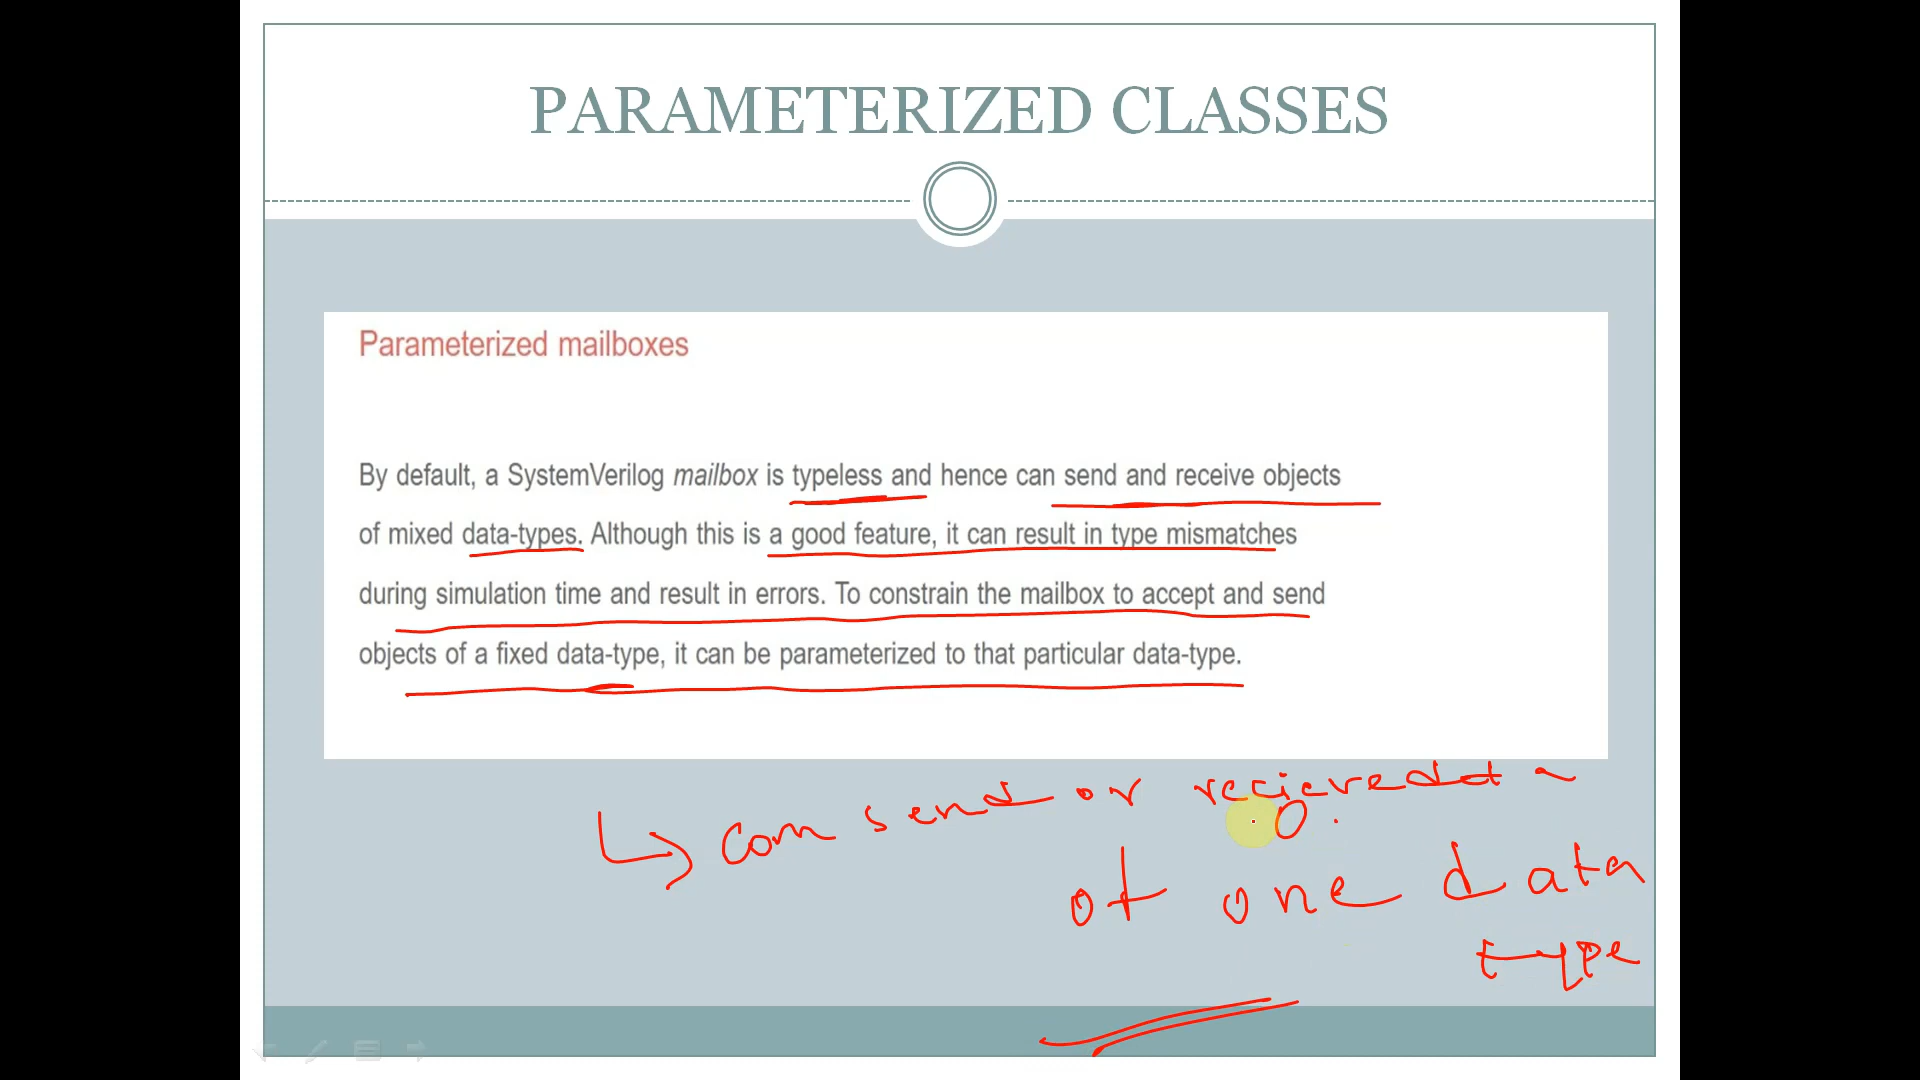 PARAMETERIZED CLASSES
Parameterized mailboxes
By default, a SystemVerilog mailbox is typeless and hence can send and receive objects
of mixed data-types. Although this is a good feature, it can result in type mismatches
during simulation time and result in errors. To constrain the mailbox to accept and send
objects of a fixed data-type, it can be parameterized to that particular data-type.
can send or recieved
of one data
type